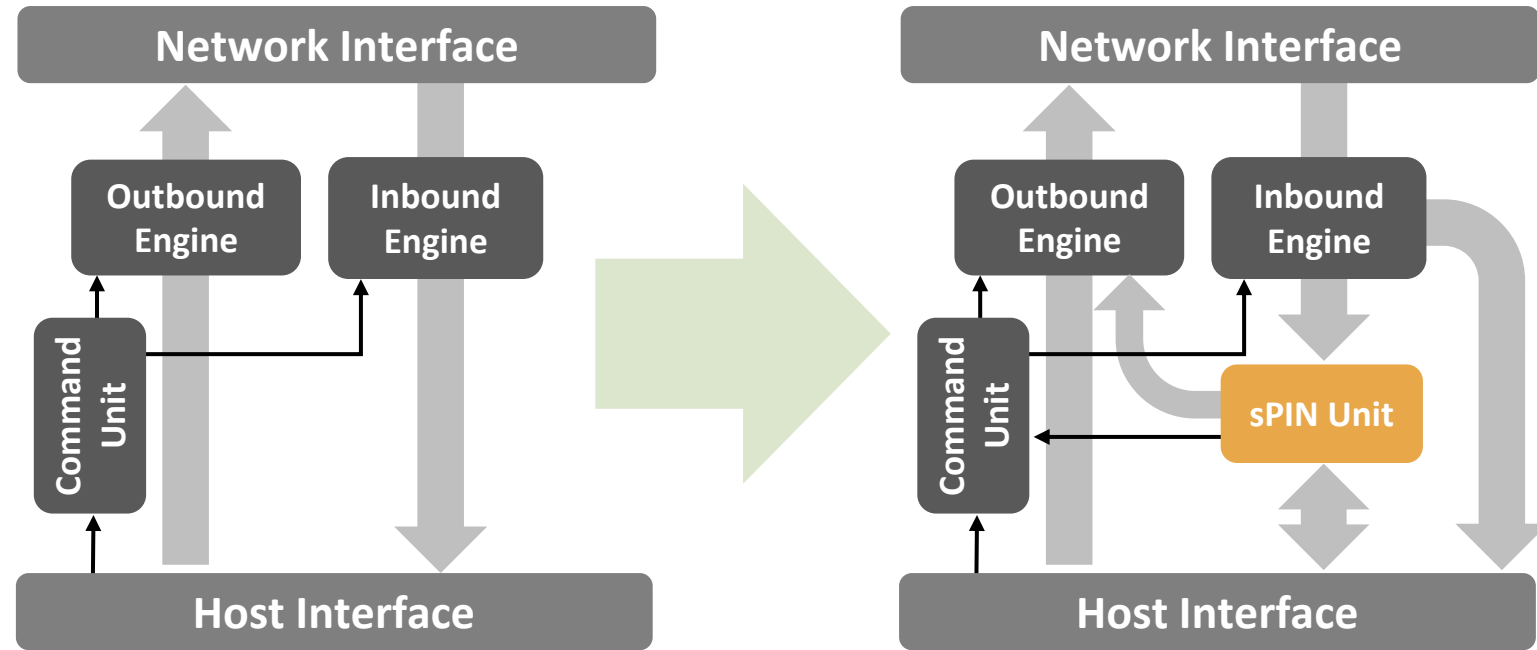 Network Interface
Outbound
Engine
Inbound
Engine
Command
Unit
Host Interface
Network Interface
Outbound
Engine
Inbound
Engine
Command
Unit
sPIN Unit
Host Interface